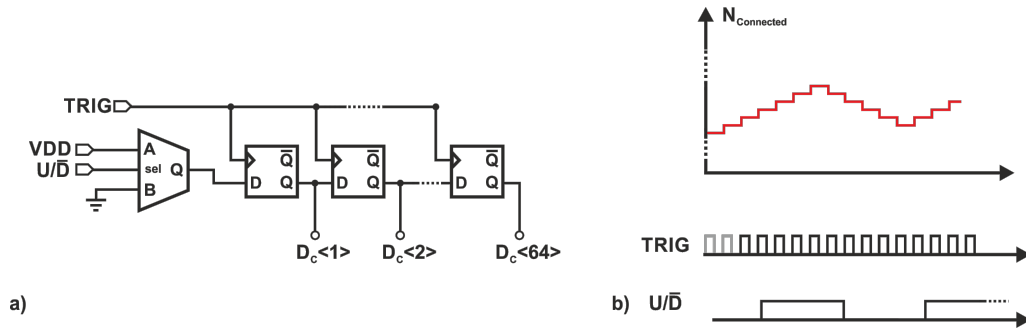 TRIG
VDD
U/D̅
A
sel
Q
B
Q̅
D
Q
Q̅
D
Q
Q̅
D
Q
D_C<1>
D_C<2>
D_C<64>
a)
N_Connected
TRIG
b)
U/D̅